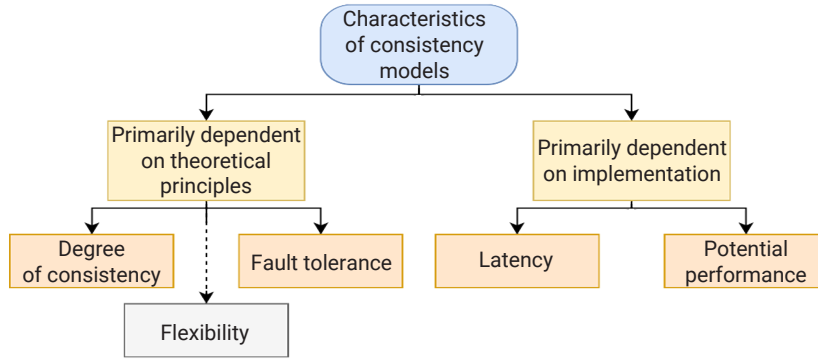 Characteristics
of consistency
models
Primarily dependent
on theoretical
principles
Primarily dependent
on implementation
Degree
of consistency
Fault tolerance
Latency
Potential
performance
Flexibility